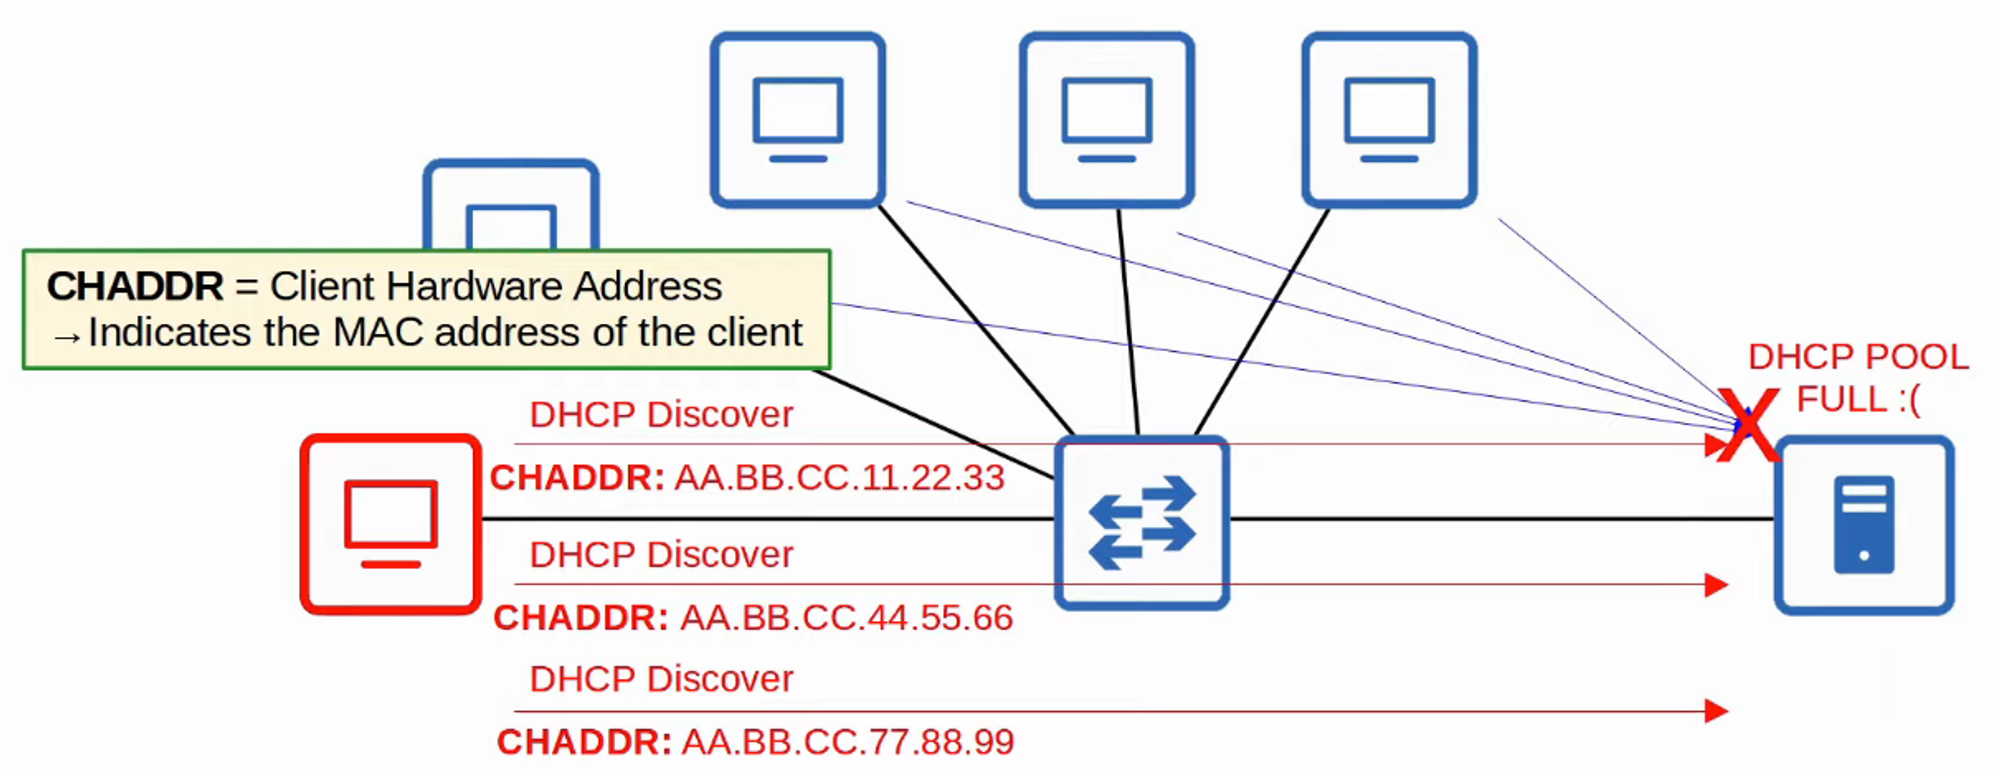 CHADDR = Client Hardware Address
→Indicates the MAC address of the client
DHCP POOL
FULL :(
X
DHCP Discover
CHADDR: AA.BB.CC.11.22.33
DHCP Discover
CHADDR: AA.BB.CC.44.55.66
DHCP Discover
CHADDR: AA.BB.CC.77.88.99